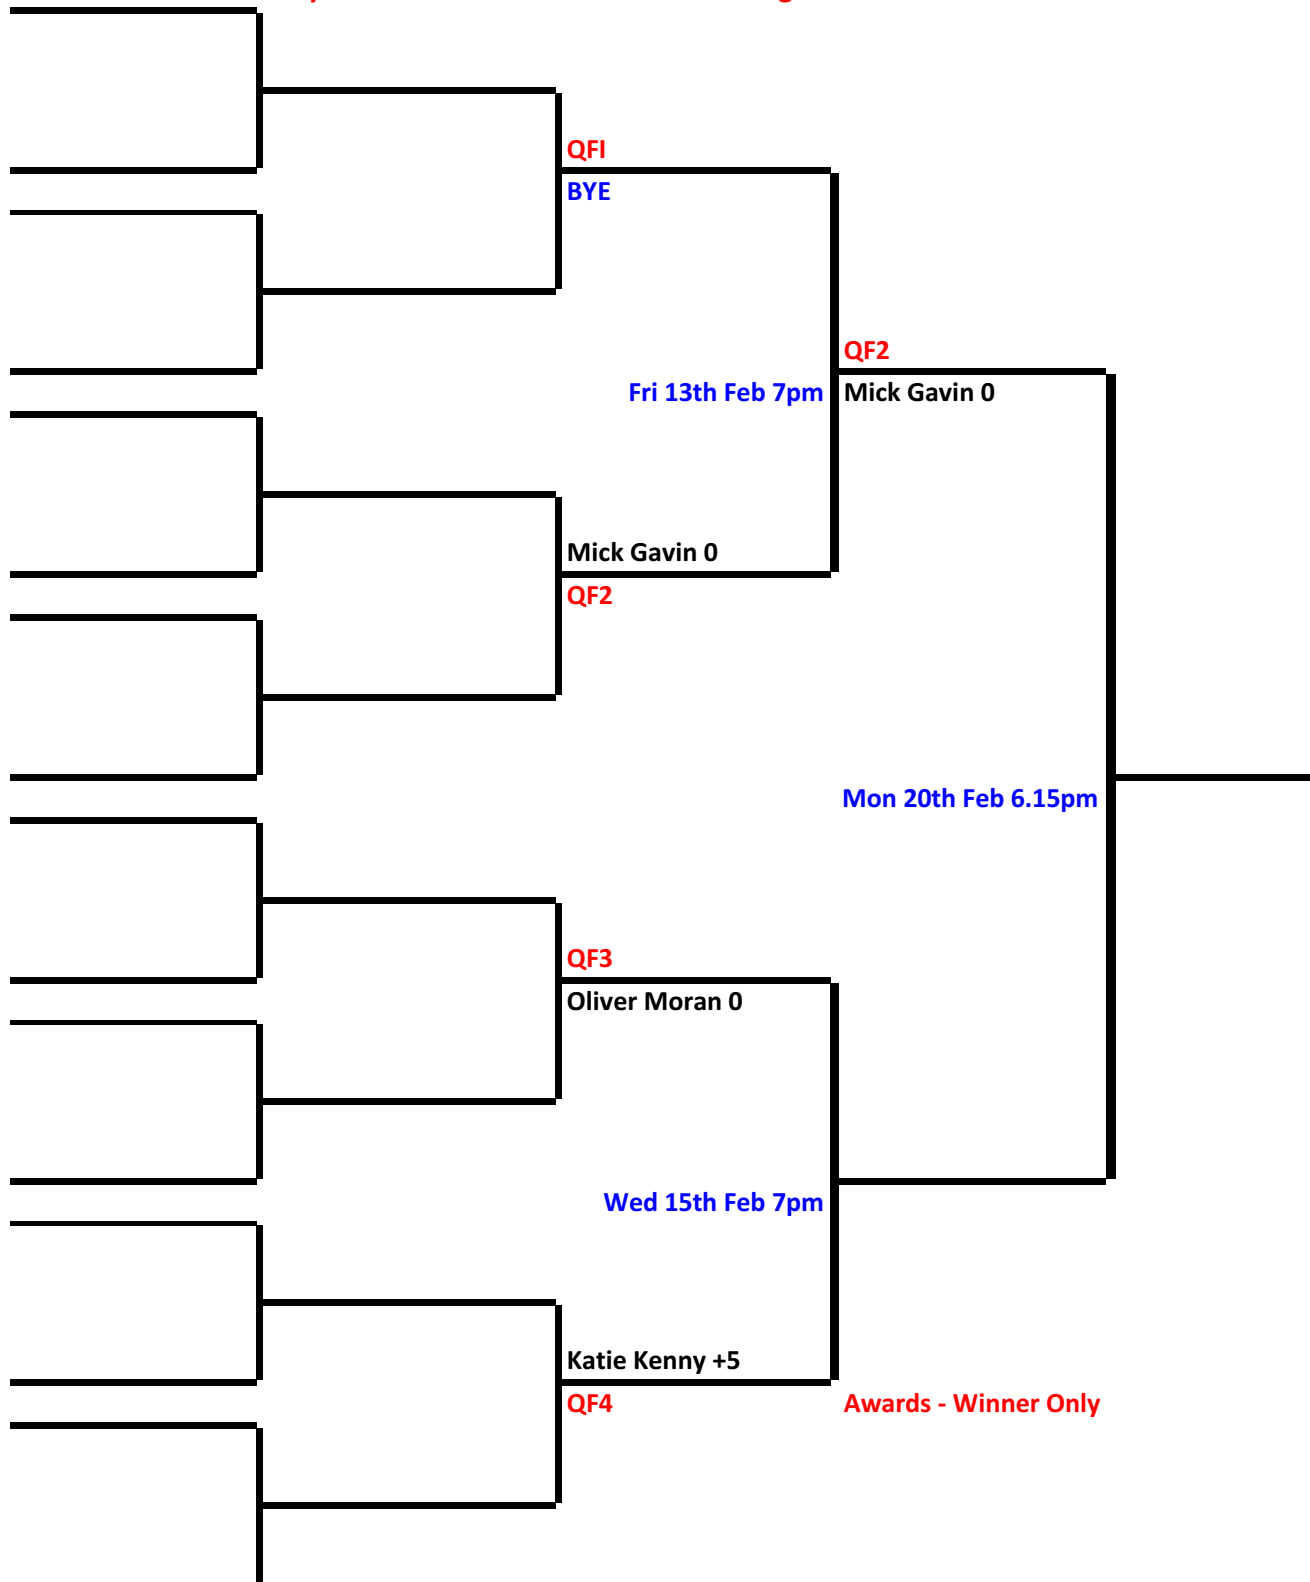 QFI
BYE
QF2
Fri 13th Feb 7pm
Mick Gavin 0
Mick Gavin 0
QF2
Mon 20th Feb 6.15pm
QF3
Oliver Moran 0
Wed 15th Feb 7pm
Katie Kenny +5
QF4
Awards - Winner Only